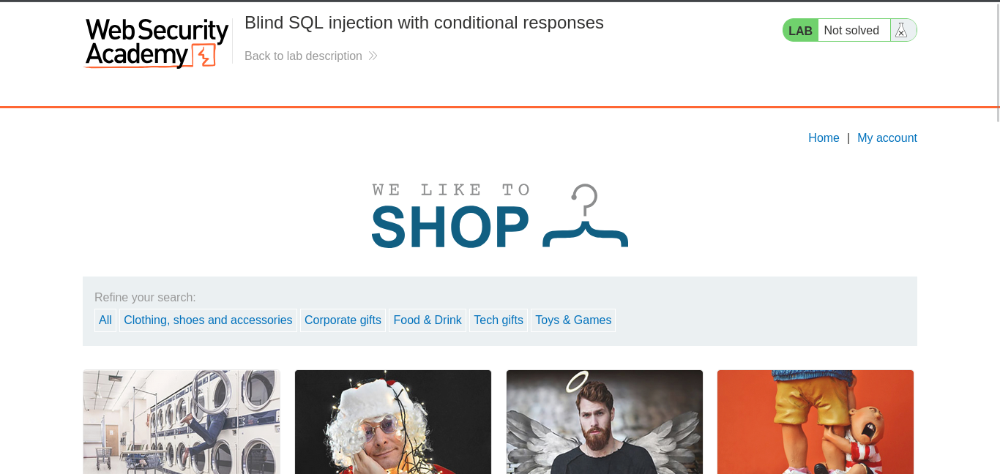 Web Security
Academy
Blind SQL injection with conditional responses
Back to lab description
LAB Not solved
Home | My account
WE LIKE TO
SHOP
Refine your search:
All Clothing, shoes and accessories Corporate gifts Food & Drink Tech gifts Toys & Games